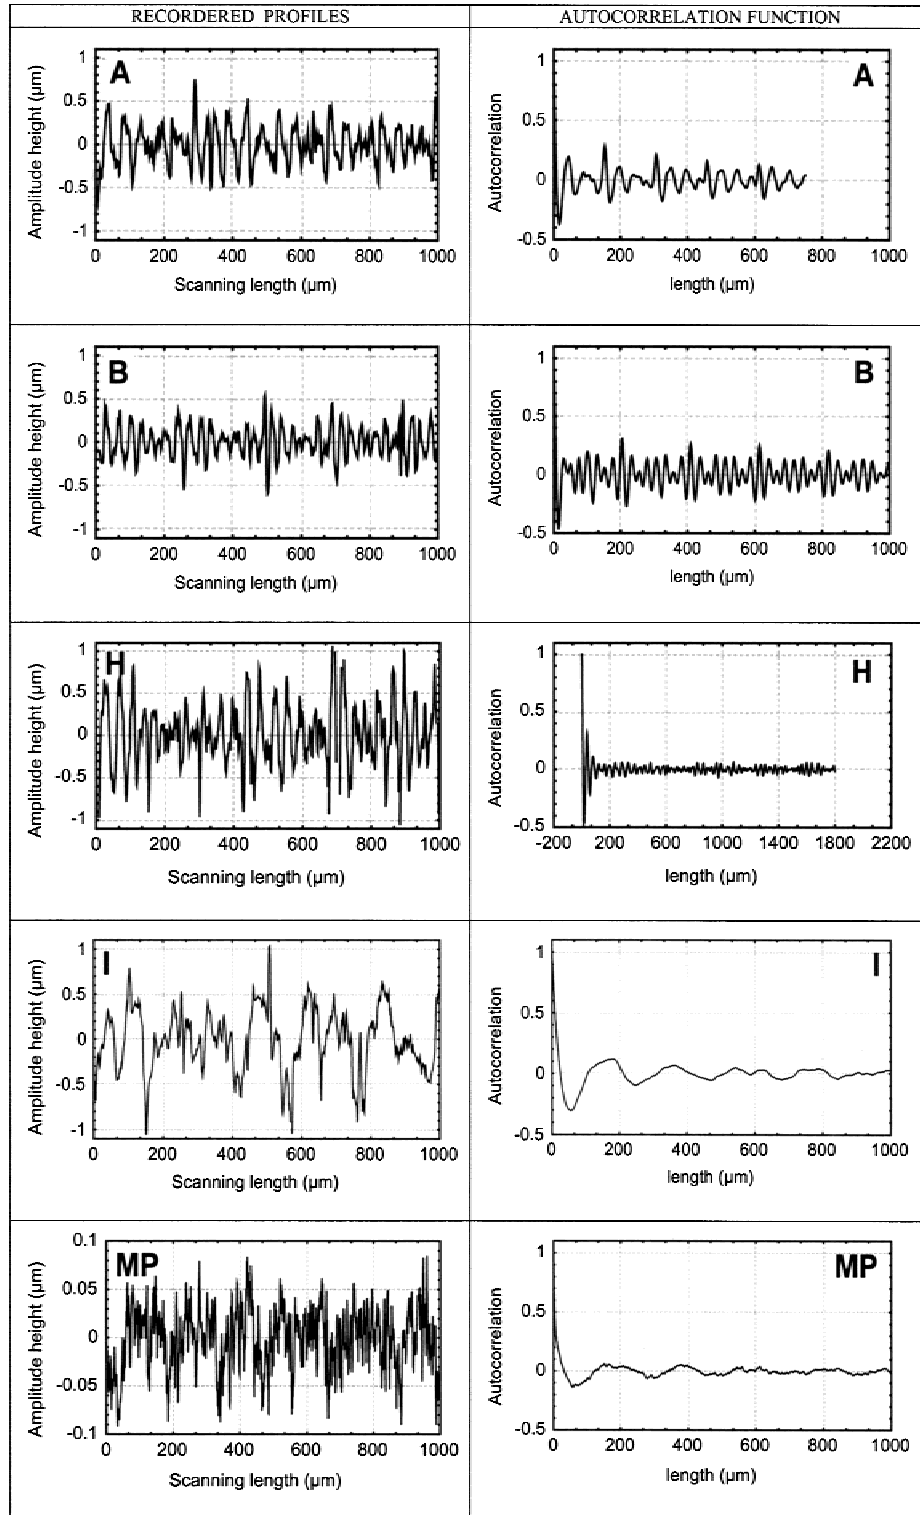 RECORDERED PROFILES
AUTOCORRELATION FUNCTION
A
Amplitude height (µm)
1
0.5
0
-0.5
-1
0 200 400 600 800 1000
Scanning length (µm)
A
Autocorrelation
1
0.5
0
-0.5
0 200 400 600 800 1000
length (µm)
B
Amplitude height (µm)
1
0.5
0
-0.5
-1
0 200 400 600 800 1000
Scanning length (µm)
B
Autocorrelation
1
0.5
0
-0.5
0 200 400 600 800 1000
length (µm)
H
Amplitude height (µm)
1
0.5
0
-0.5
-1
0 200 400 600 800 1000
Scanning length (µm)
H
Autocorrelation
1
0.5
0
-0.5
-200 200 600 1000 1400 1800 2200
length (µm)
I
Amplitude height (µm)
1
0.5
0
-0.5
-1
0 200 400 600 800 1000
Scanning length (µm)
I
Autocorrelation
1
0.5
0
-0.5
0 200 400 600 800 1000
length (µm)
MP
Amplitude height (µm)
0.1
0.05
0
-0.05
-0.1
0 200 400 600 800 1000
Scanning length (µm)
MP
Autocorrelation
1
0.5
0
-0.5
0 200 400 600 800 1000
length (µm)